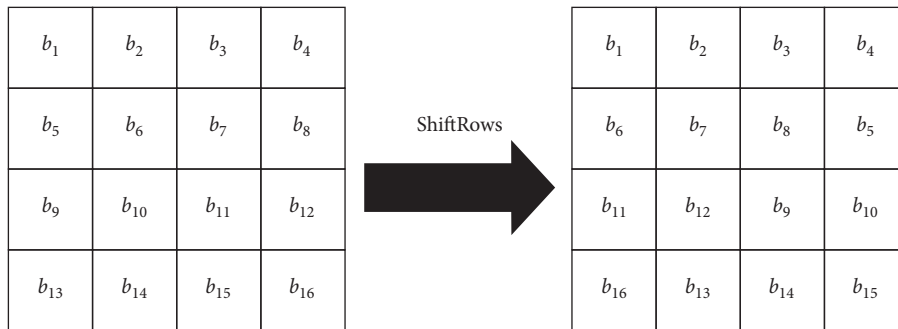 b₁ b₂ b₃ b₄
b₅ b₆ b₇ b₈
b₉ b₁₀ b₁₁ b₁₂
b₁₃ b₁₄ b₁₅ b₁₆
ShiftRows
b₁ b₂ b₃ b₄
b₆ b₇ b₈ b₅
b₁₁ b₁₂ b₉ b₁₀
b₁₆ b₁₃ b₁₄ b₁₅